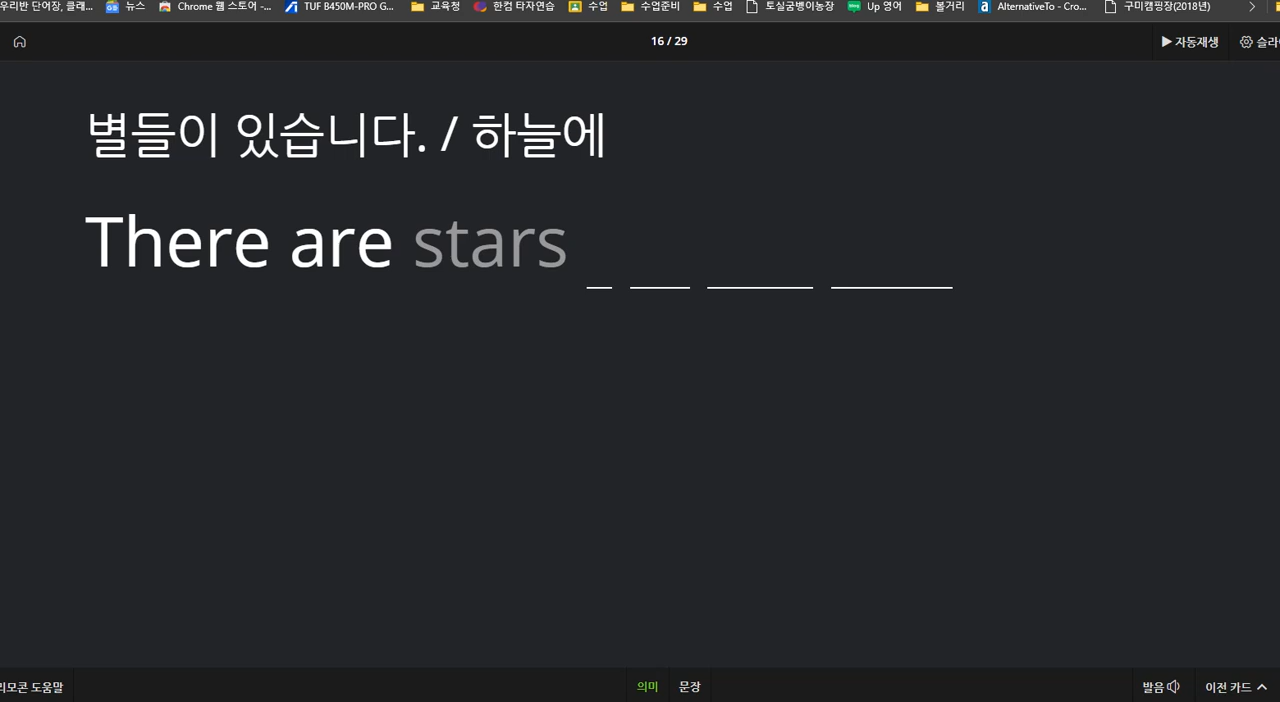 우리반 단어장, 클래... 뉴스 Chrome 웹 스토어 -... TUF B450M-PRO G... 교육청 한컴 타자연습 수업 수업준비 수업 토실굼벵이농장 Up 영어 볼거리 AlternativeTo - Cro... 구미캠핑장(2018년)
16 / 29
자동재생 슬라
별들이 있습니다. / 하늘에
There are stars
리모콘 도움말 의미 문장 발음 이전 카드